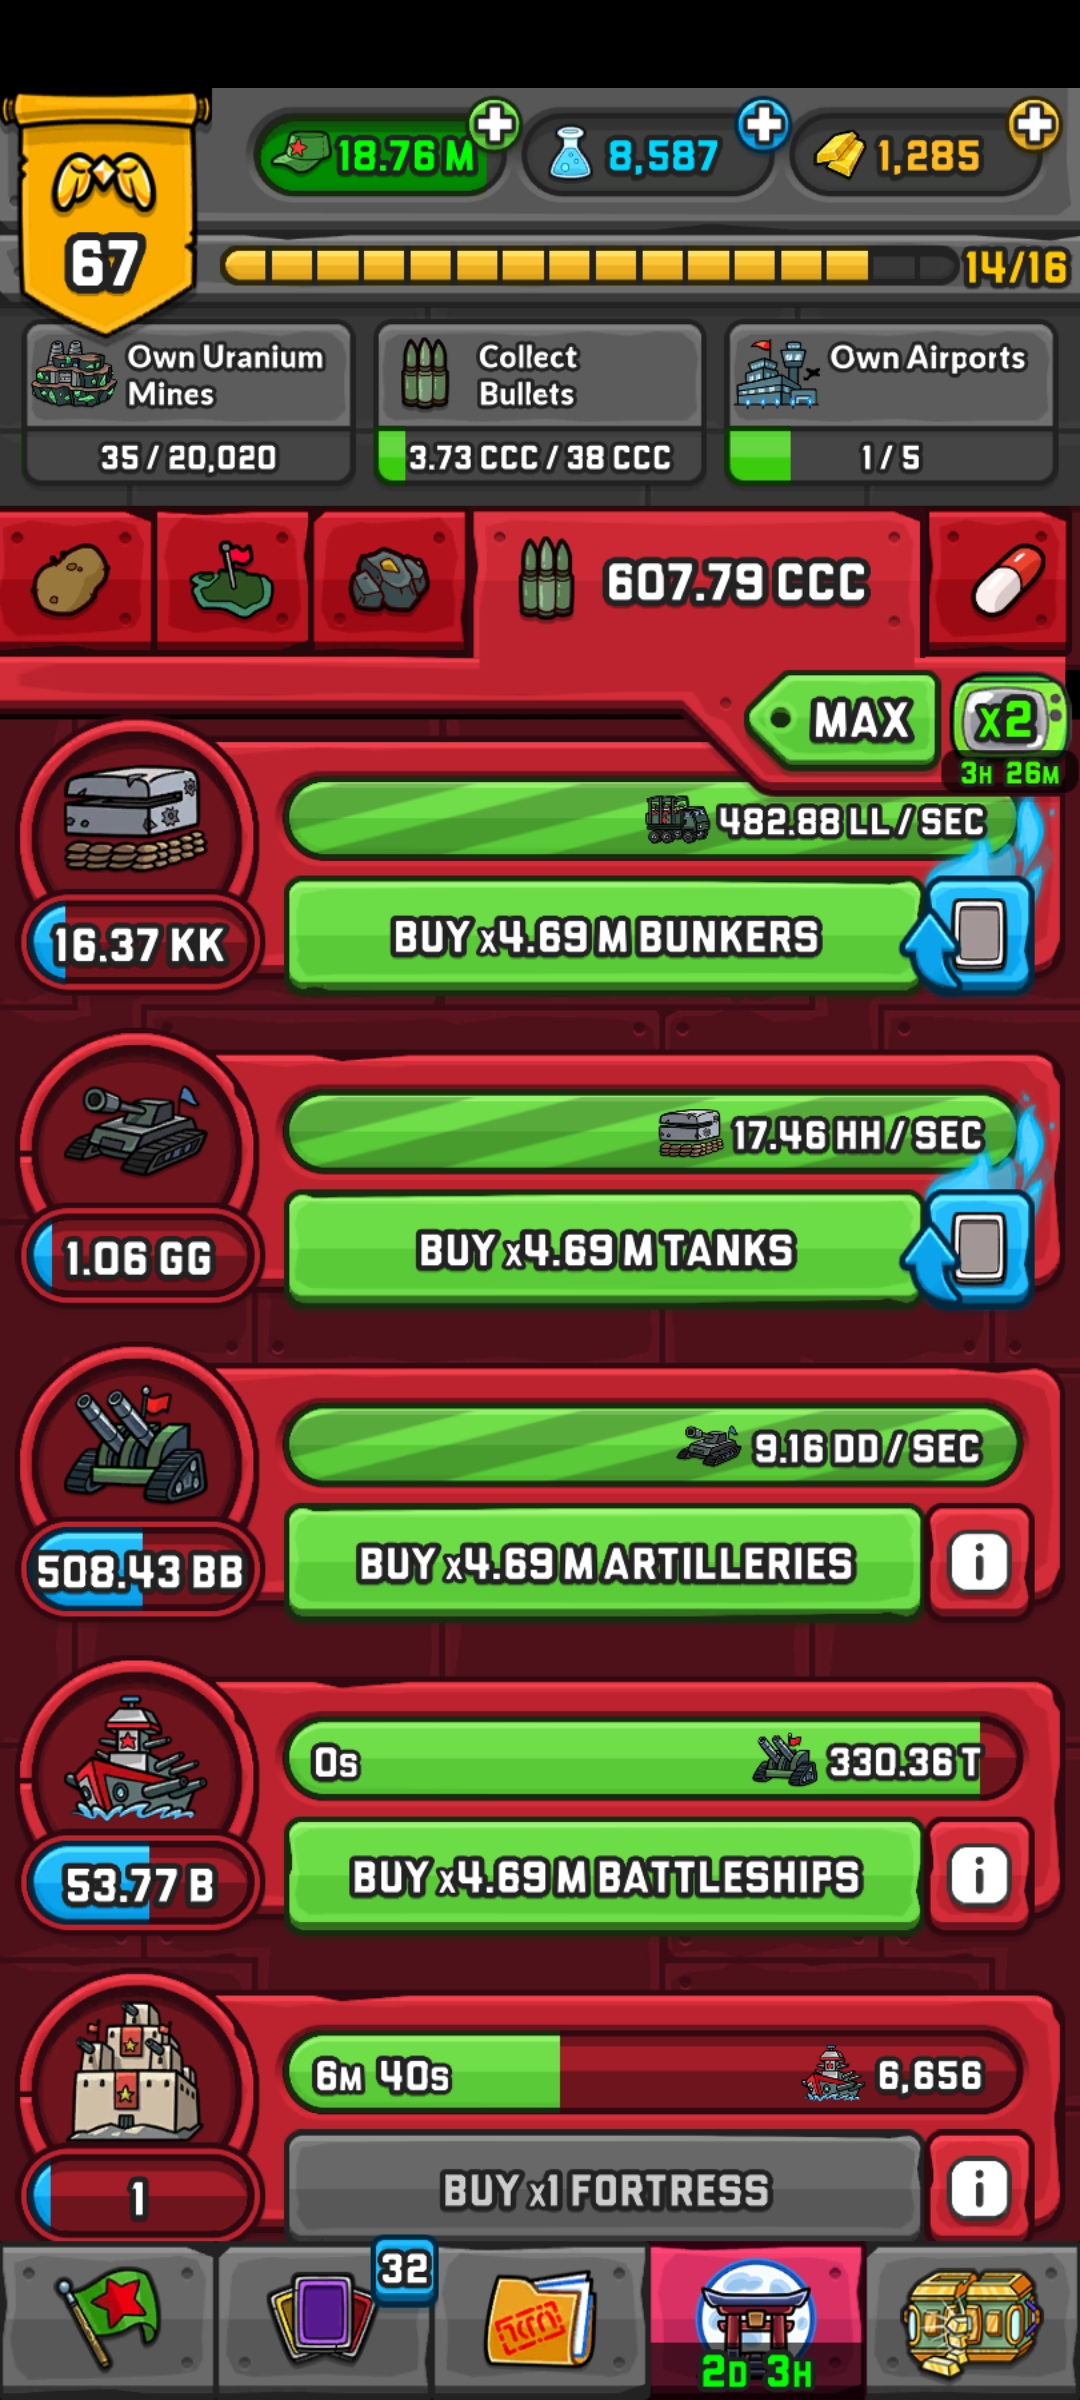 67
18.76 M
8,587
1,285
14/16
Own Uranium
Mines
35 / 20,020
Collect
Bullets
3.73 CCC / 38 CCC
Own Airports
1 / 5
607.79 CCC
MAX
x2
3H 26M
482.88 LL / SEC
16.37 KK
BUY x4.69 M BUNKERS
17.46 HH / SEC
1.06 GG
BUY x4.69 M TANKS
9.16 DD / SEC
508.43 BB
BUY x4.69 M ARTILLERIES
i
0s
330.36 T
53.77 B
BUY x4.69 M BATTLESHIPS
i
6M 40s
6,656
1
BUY x1 FORTRESS
i
32
2D 3H